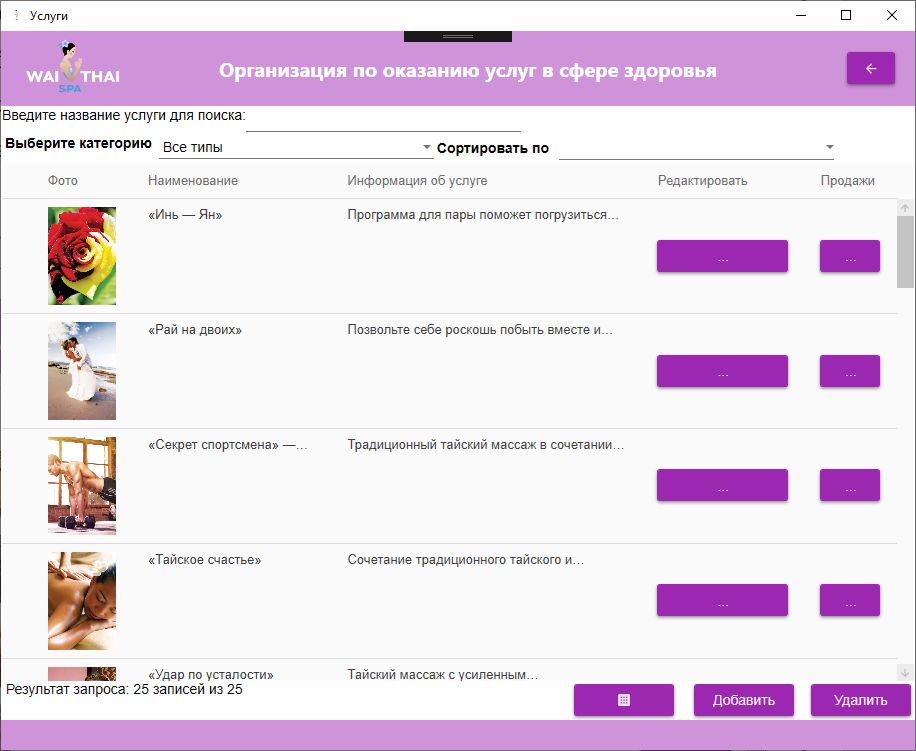 Услуги
WAI THAI
SPA
Организация по оказанию услуг в сфере здоровья
Введите название услуги для поиска:
Выберите категорию Все типы Сортировать по
Фото Наименование Информация об услуге Редактировать Продажи
«Инь — Ян» Программа для пары поможет погрузиться…
... ...
«Рай на двоих» Позвольте себе роскошь побыть вместе и…
... ...
«Секрет спортсмена» —… Традиционный тайский массаж в сочетании…
... ...
«Тайское счастье» Сочетание традиционного тайского и…
... ...
«Удар по усталости» Тайский массаж с усиленным…
Результат запроса: 25 записей из 25
Добавить Удалить